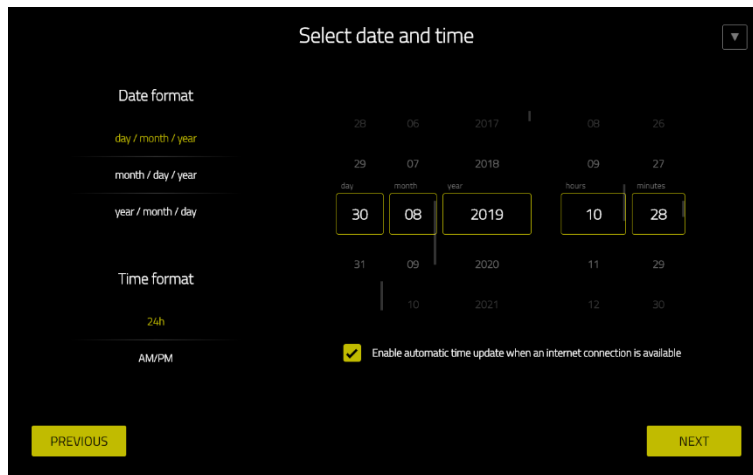 Select date and time
▼
Date format
day / month / year
month / day / year
year / month / day
Time format
24h
AM/PM
28 06 2017 08 26
29 07 2018 09 27
day month year hours minutes
30 08 2019 10 28
31 09 2020 11 29
10 2021 12 30
Enable automatic time update when an internet connection is available
PREVIOUS
NEXT